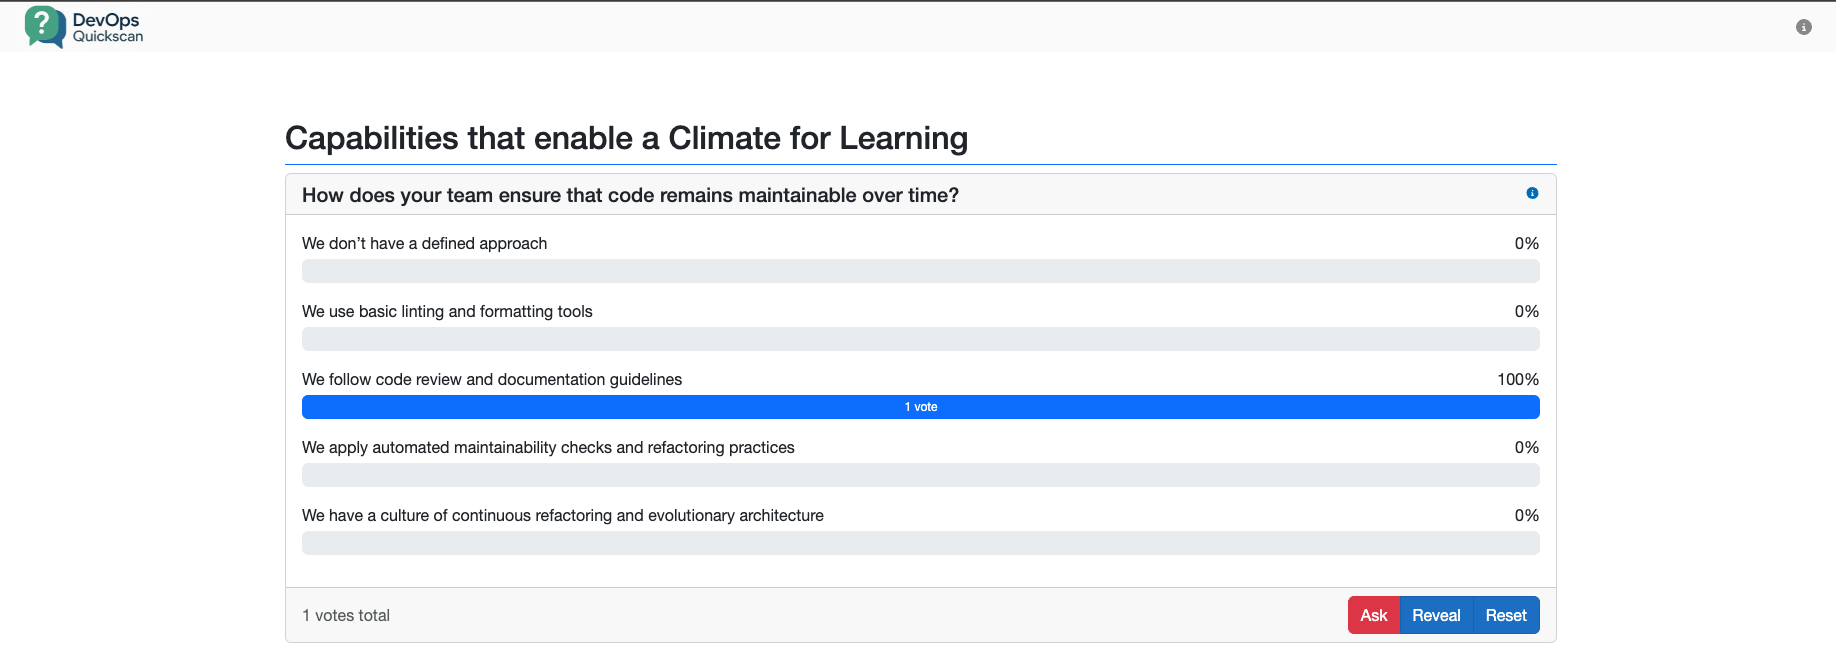 DevOps
Quickscan
Capabilities that enable a Climate for Learning
How does your team ensure that code remains maintainable over time?
We don’t have a defined approach 0%
We use basic linting and formatting tools 0%
We follow code review and documentation guidelines 100%
1 vote
We apply automated maintainability checks and refactoring practices 0%
We have a culture of continuous refactoring and evolutionary architecture 0%
1 votes total Ask Reveal Reset